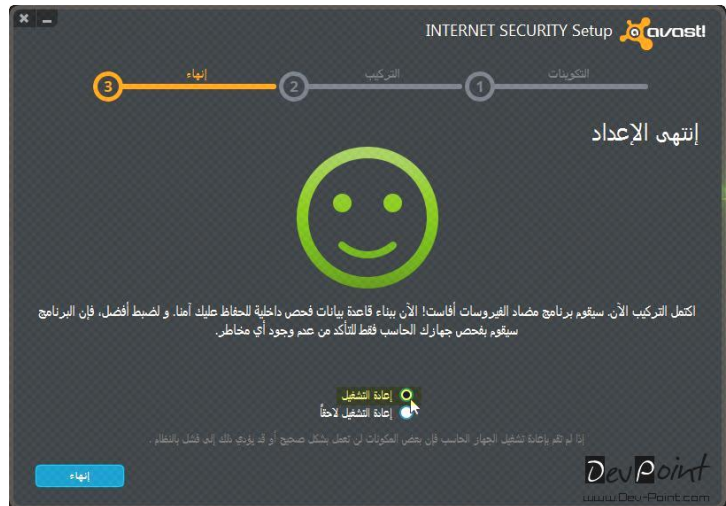 INTERNET SECURITY Setup avast!
التكوينات
1
التركيب
2
إنهاء
3
إنتهى الإعداد
اكتمل التركيب الآن. سيقوم برنامج مضاد الفيروسات أفاست! الآن ببناء قاعدة بيانات فحص داخلية للحفاظ عليك آمنا. و لضبط أفضل، فإن البرنامج
سيقوم بفحص جهازك الحاسب فقط للتأكد من عدم وجود أي مخاطر.
إعادة التشغيل
إعادة التشغيل لاحقاً
إذا لم تقم بإعادة تشغيل الجهاز الحاسب فإن بعض المكونات لن تعمل بشكل صحيح أو قد يؤدي ذلك إلى فشل بالنظام .
إنهاء
DevPoint
www.Dev-Point.com